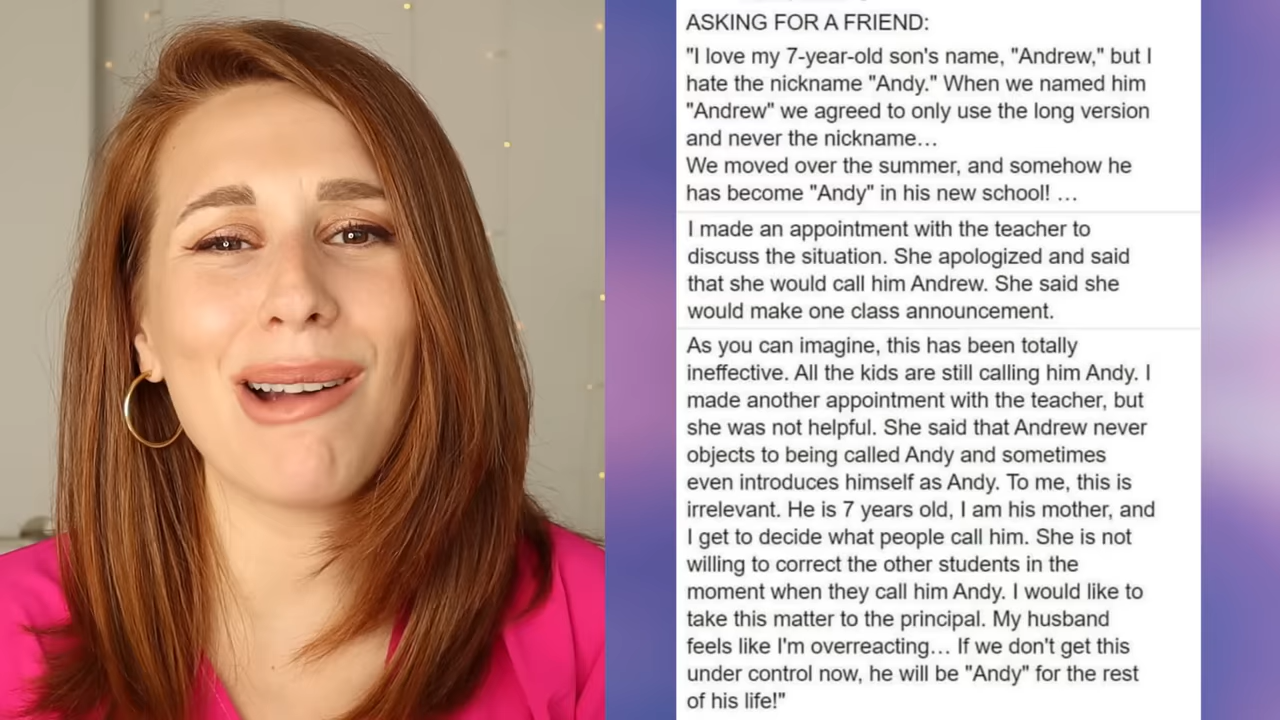 ASKING FOR A FRIEND:
"I love my 7-year-old son's name, "Andrew," but I
hate the nickname "Andy." When we named him
"Andrew" we agreed to only use the long version
and never the nickname…
We moved over the summer, and somehow he
has become "Andy" in his new school! …
I made an appointment with the teacher to
discuss the situation. She apologized and said
that she would call him Andrew. She said she
would make one class announcement.
As you can imagine, this has been totally
ineffective. All the kids are still calling him Andy. I
made another appointment with the teacher, but
she was not helpful. She said that Andrew never
objects to being called Andy and sometimes
even introduces himself as Andy. To me, this is
irrelevant. He is 7 years old, I am his mother, and
I get to decide what people call him. She is not
willing to correct the other students in the
moment when they call him Andy. I would like to
take this matter to the principal. My husband
feels like I'm overreacting… If we don't get this
under control now, he will be "Andy" for the rest
of his life!"